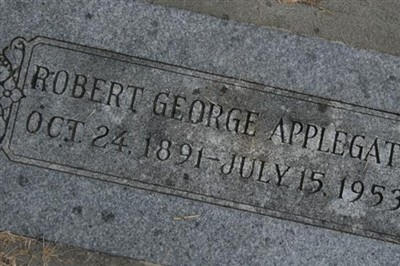 ROBERT GEORGE APPLEGAT
OCT. 24. 1891-JULY 15. 1953